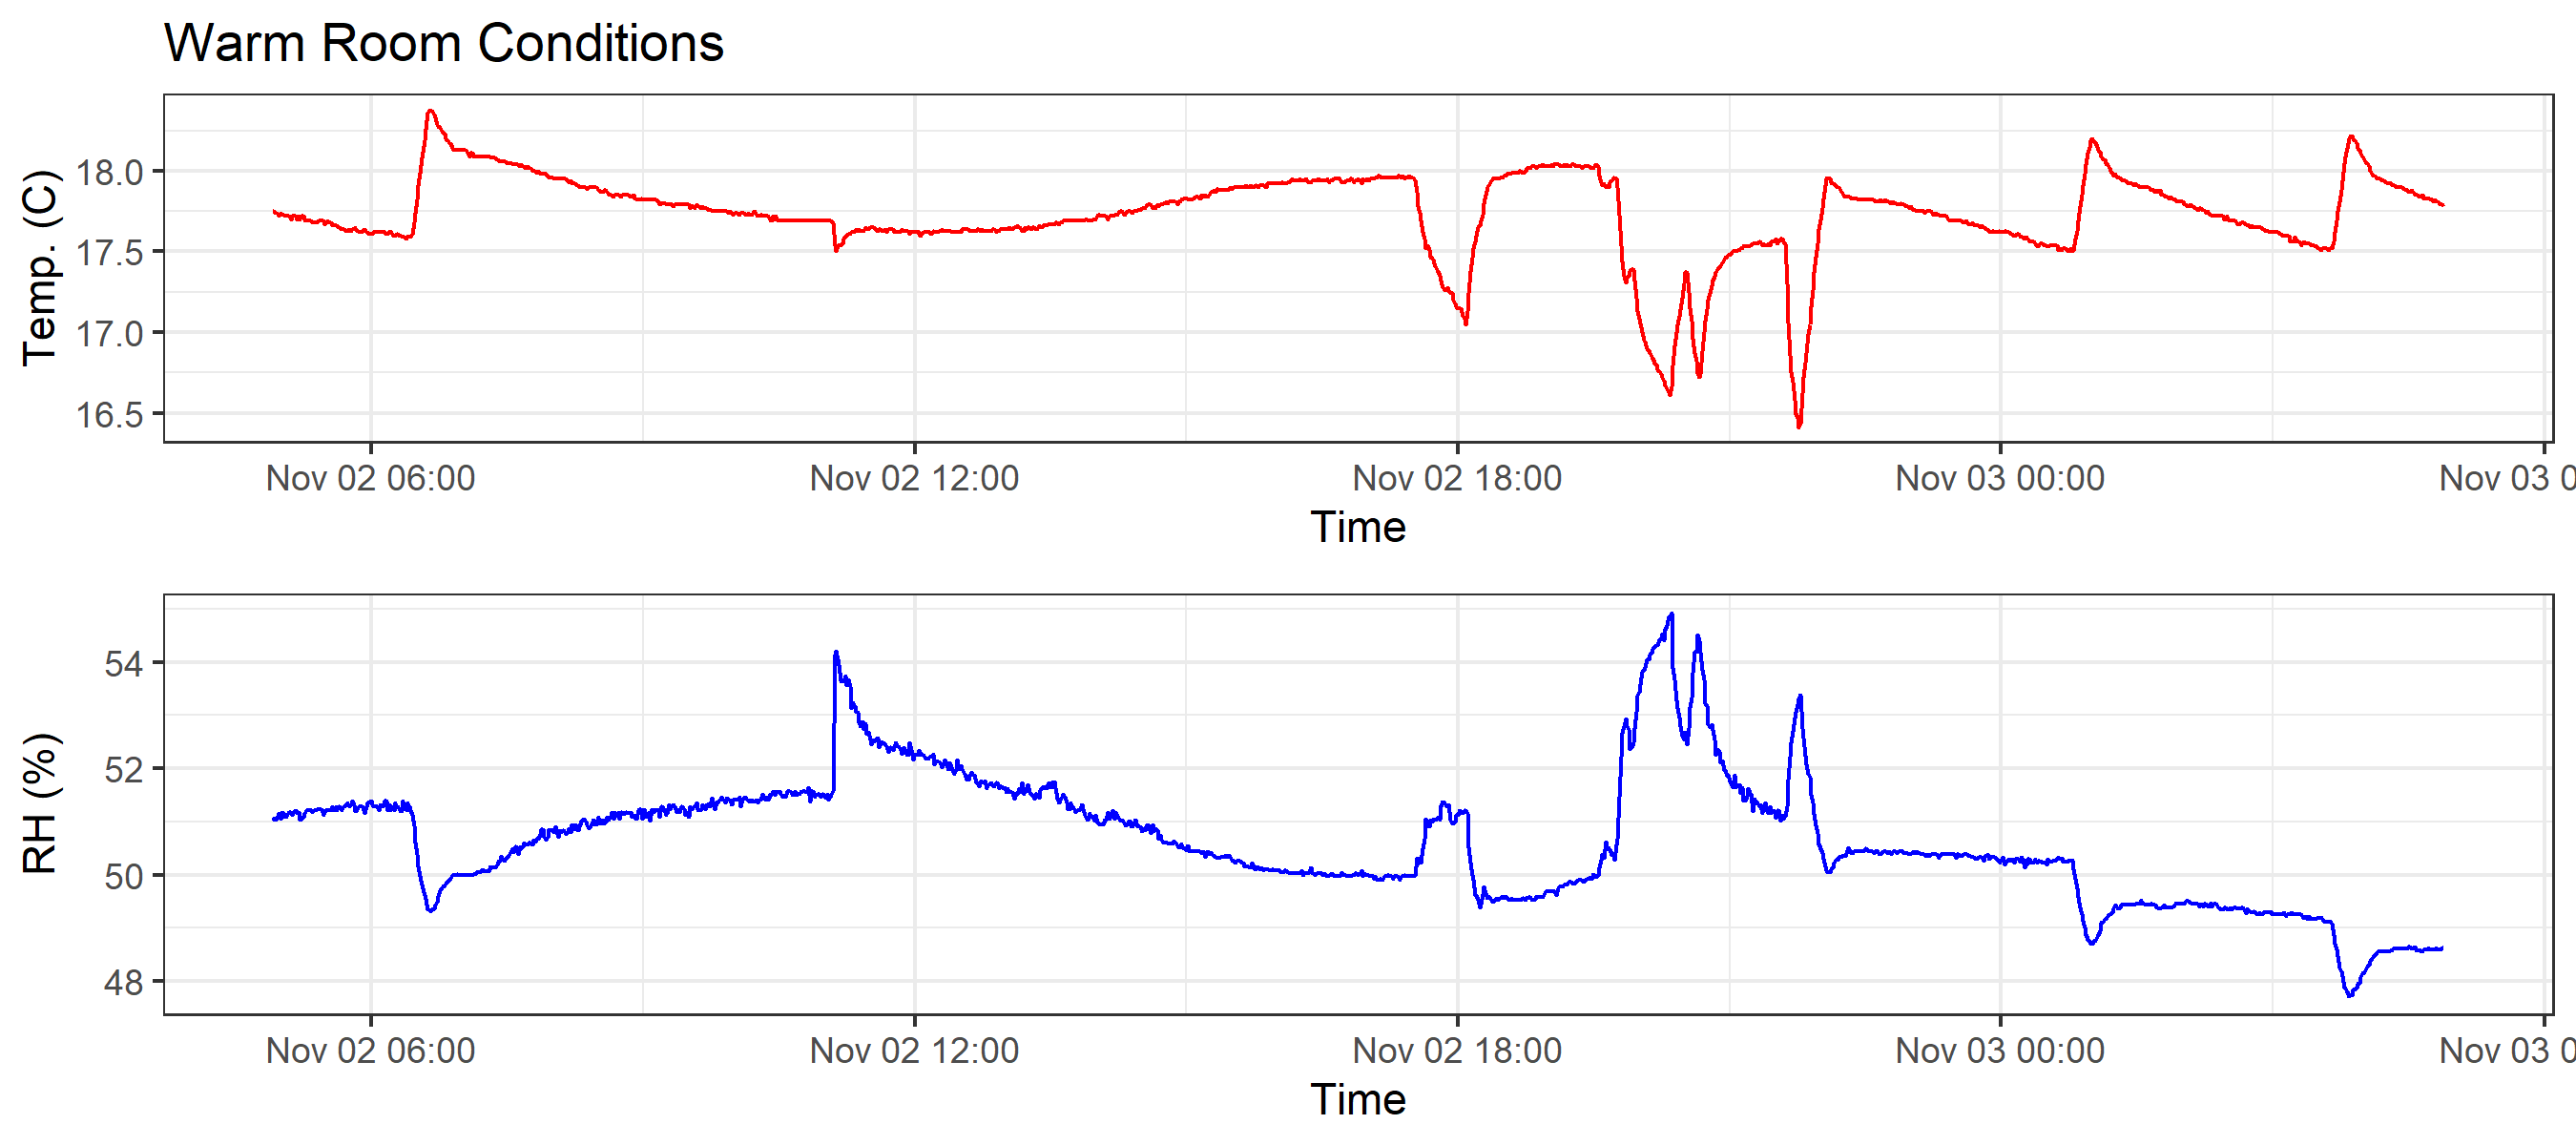 Warm Room Conditions
Temp. (C)
18.0
17.5
17.0
16.5
Nov 02 06:00 Nov 02 12:00 Nov 02 18:00 Nov 03 00:00 Nov 03 0
Time
RH (%)
54
52
50
48
Nov 02 06:00 Nov 02 12:00 Nov 02 18:00 Nov 03 00:00 Nov 03 0
Time